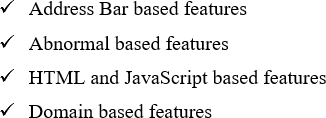 ✓ Address Bar based features
✓ Abnormal based features
✓ HTML and JavaScript based features
✓ Domain based features